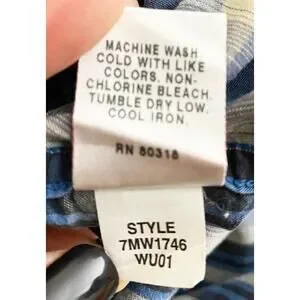 MACHINE WASH
COLD WITH LIKE
COLORS. NON-
CHLORINE BLEACH.
TUMBLE DRY LOW.
COOL IRON.
RN 80318
STYLE
7MW1746
WU01